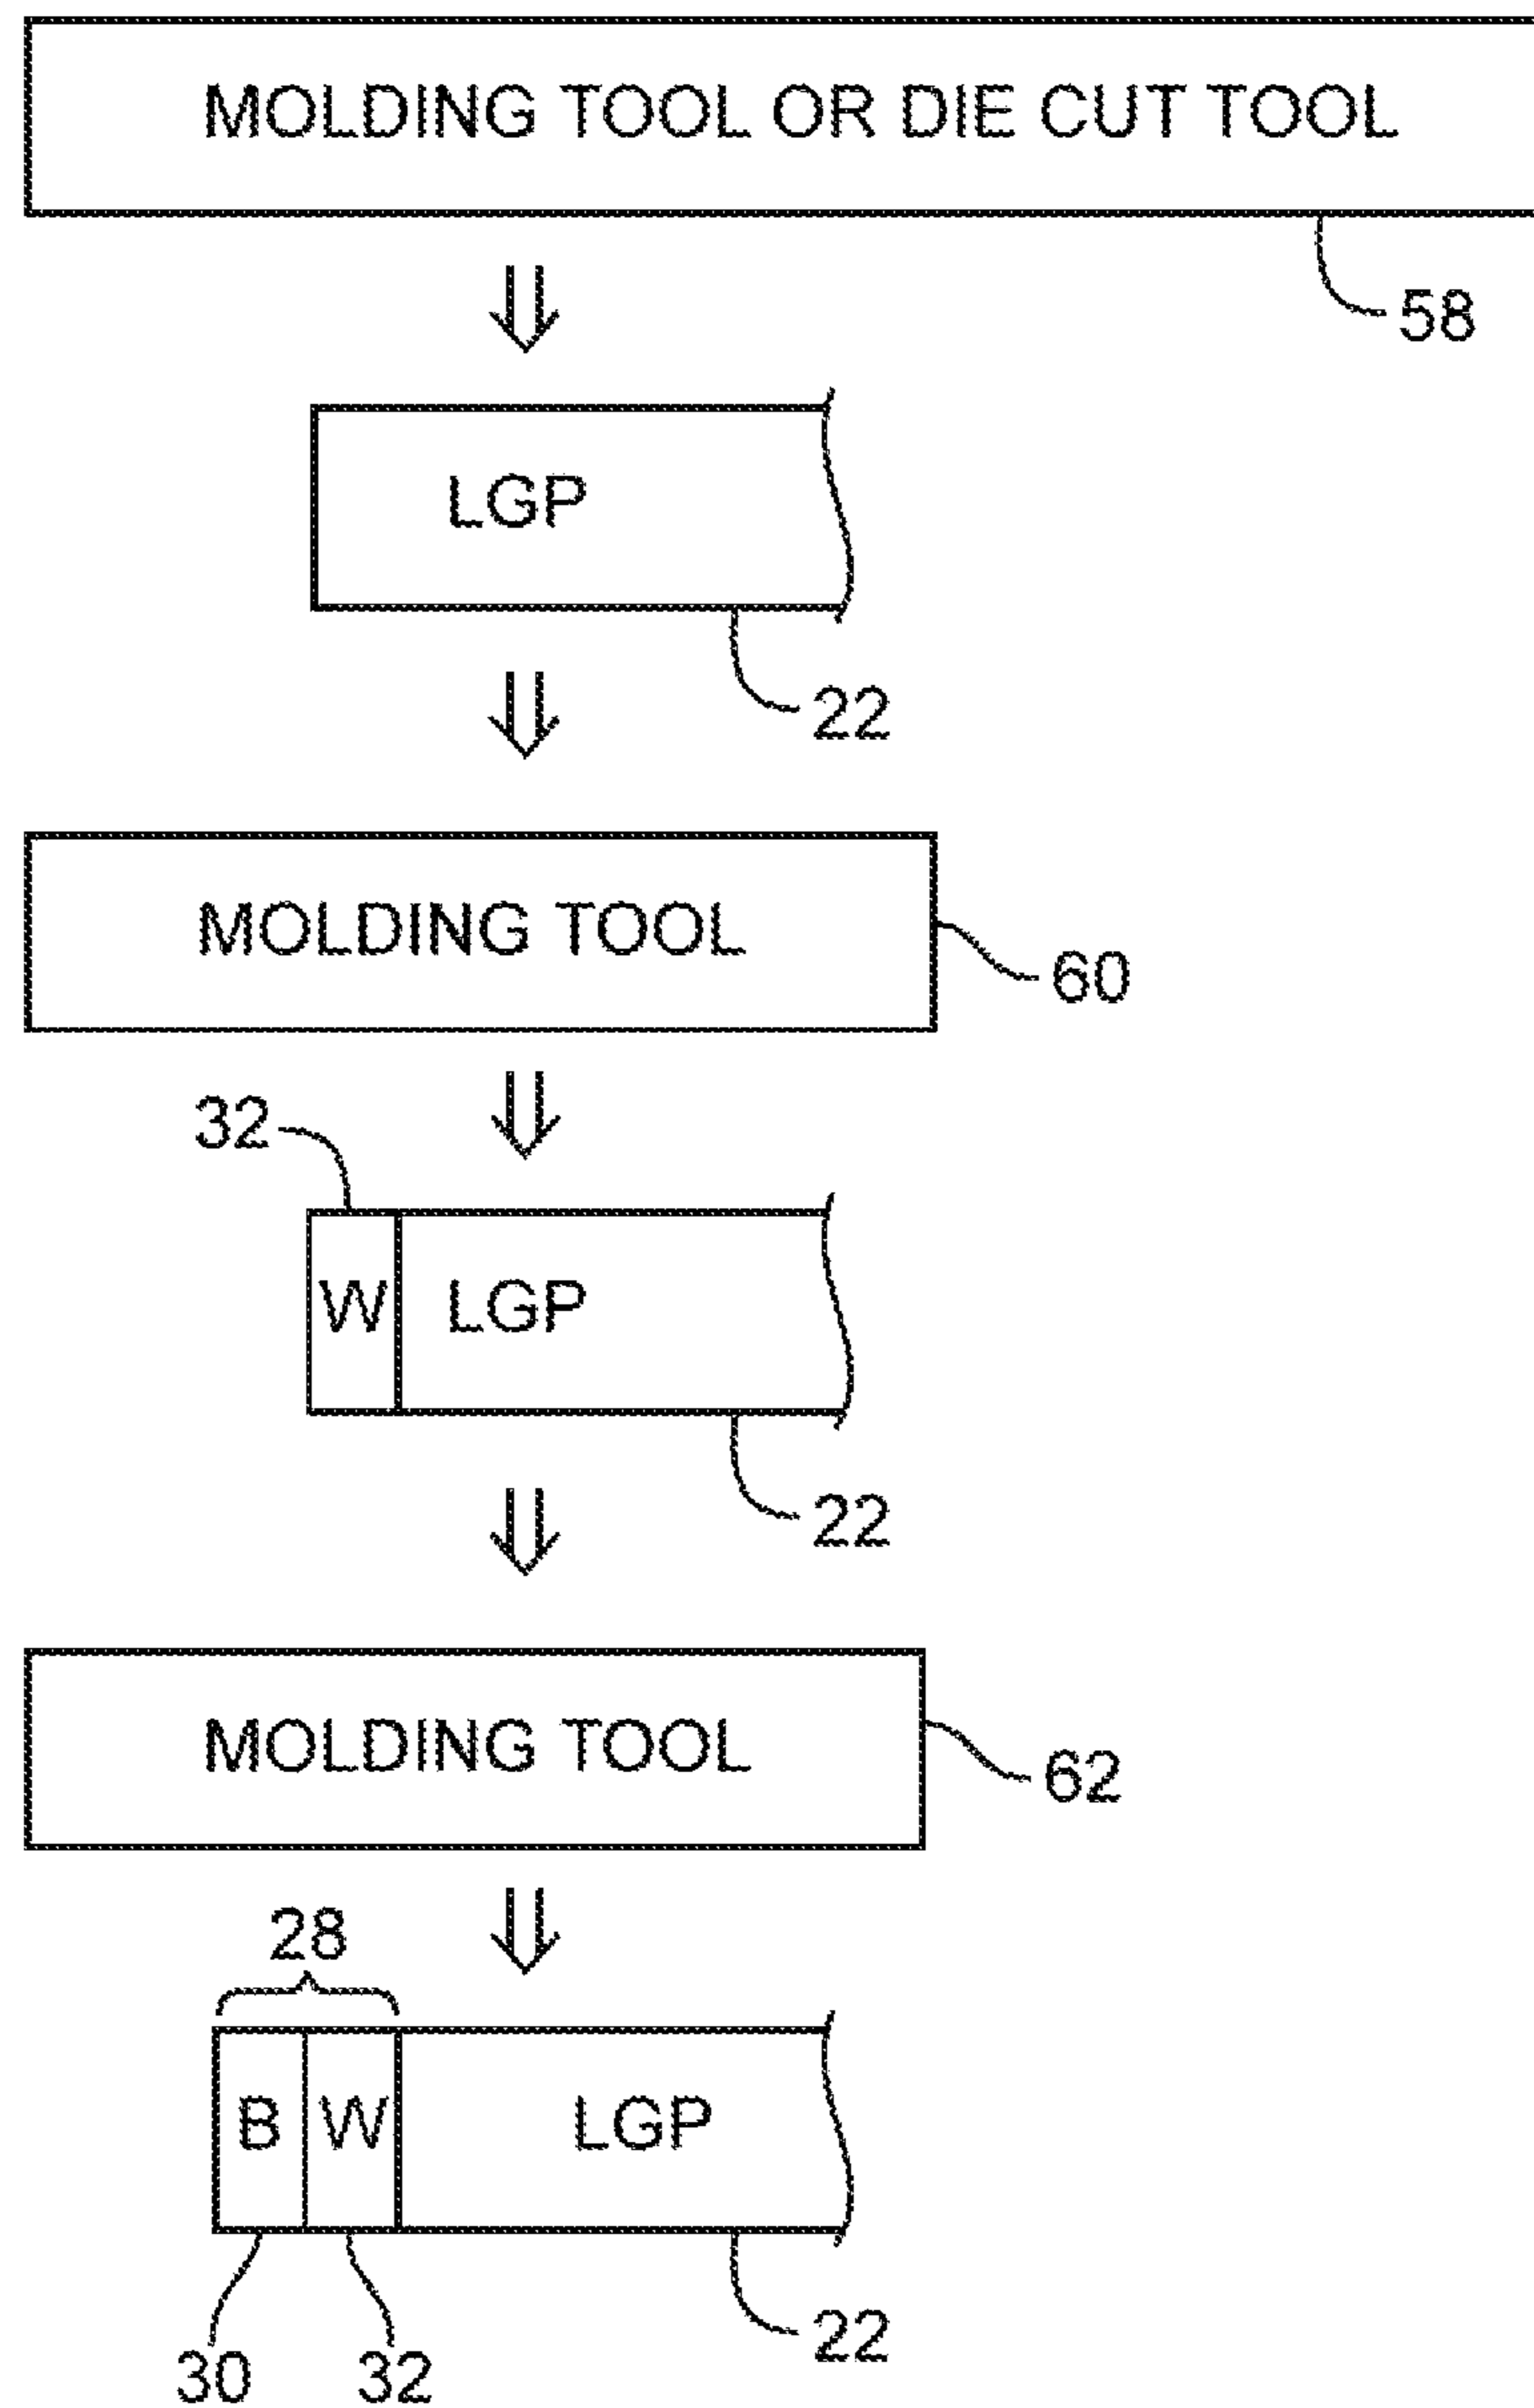 MOLDING TOOL OR DIE CUT TOOL
58
LGP
22
MOLDING TOOL
60
32
W LGP
22
MOLDING TOOL
62
28
B W LGP
22
30 32